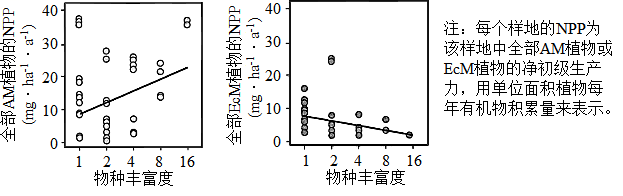 全部AM植物的NPP
(mg·ha⁻¹·a⁻¹)
40
30
20
10
0
1 2 4 8 16
物种丰富度
全部EcM植物的NPP
(mg·ha⁻¹·a⁻¹)
40
30
20
10
0
1 2 4 8 16
物种丰富度
注：每个样地的NPP为
该样地中全部AM植物或
EcM植物的净初级生产
力，用单位面积植物每
年有机物积累量来表示。